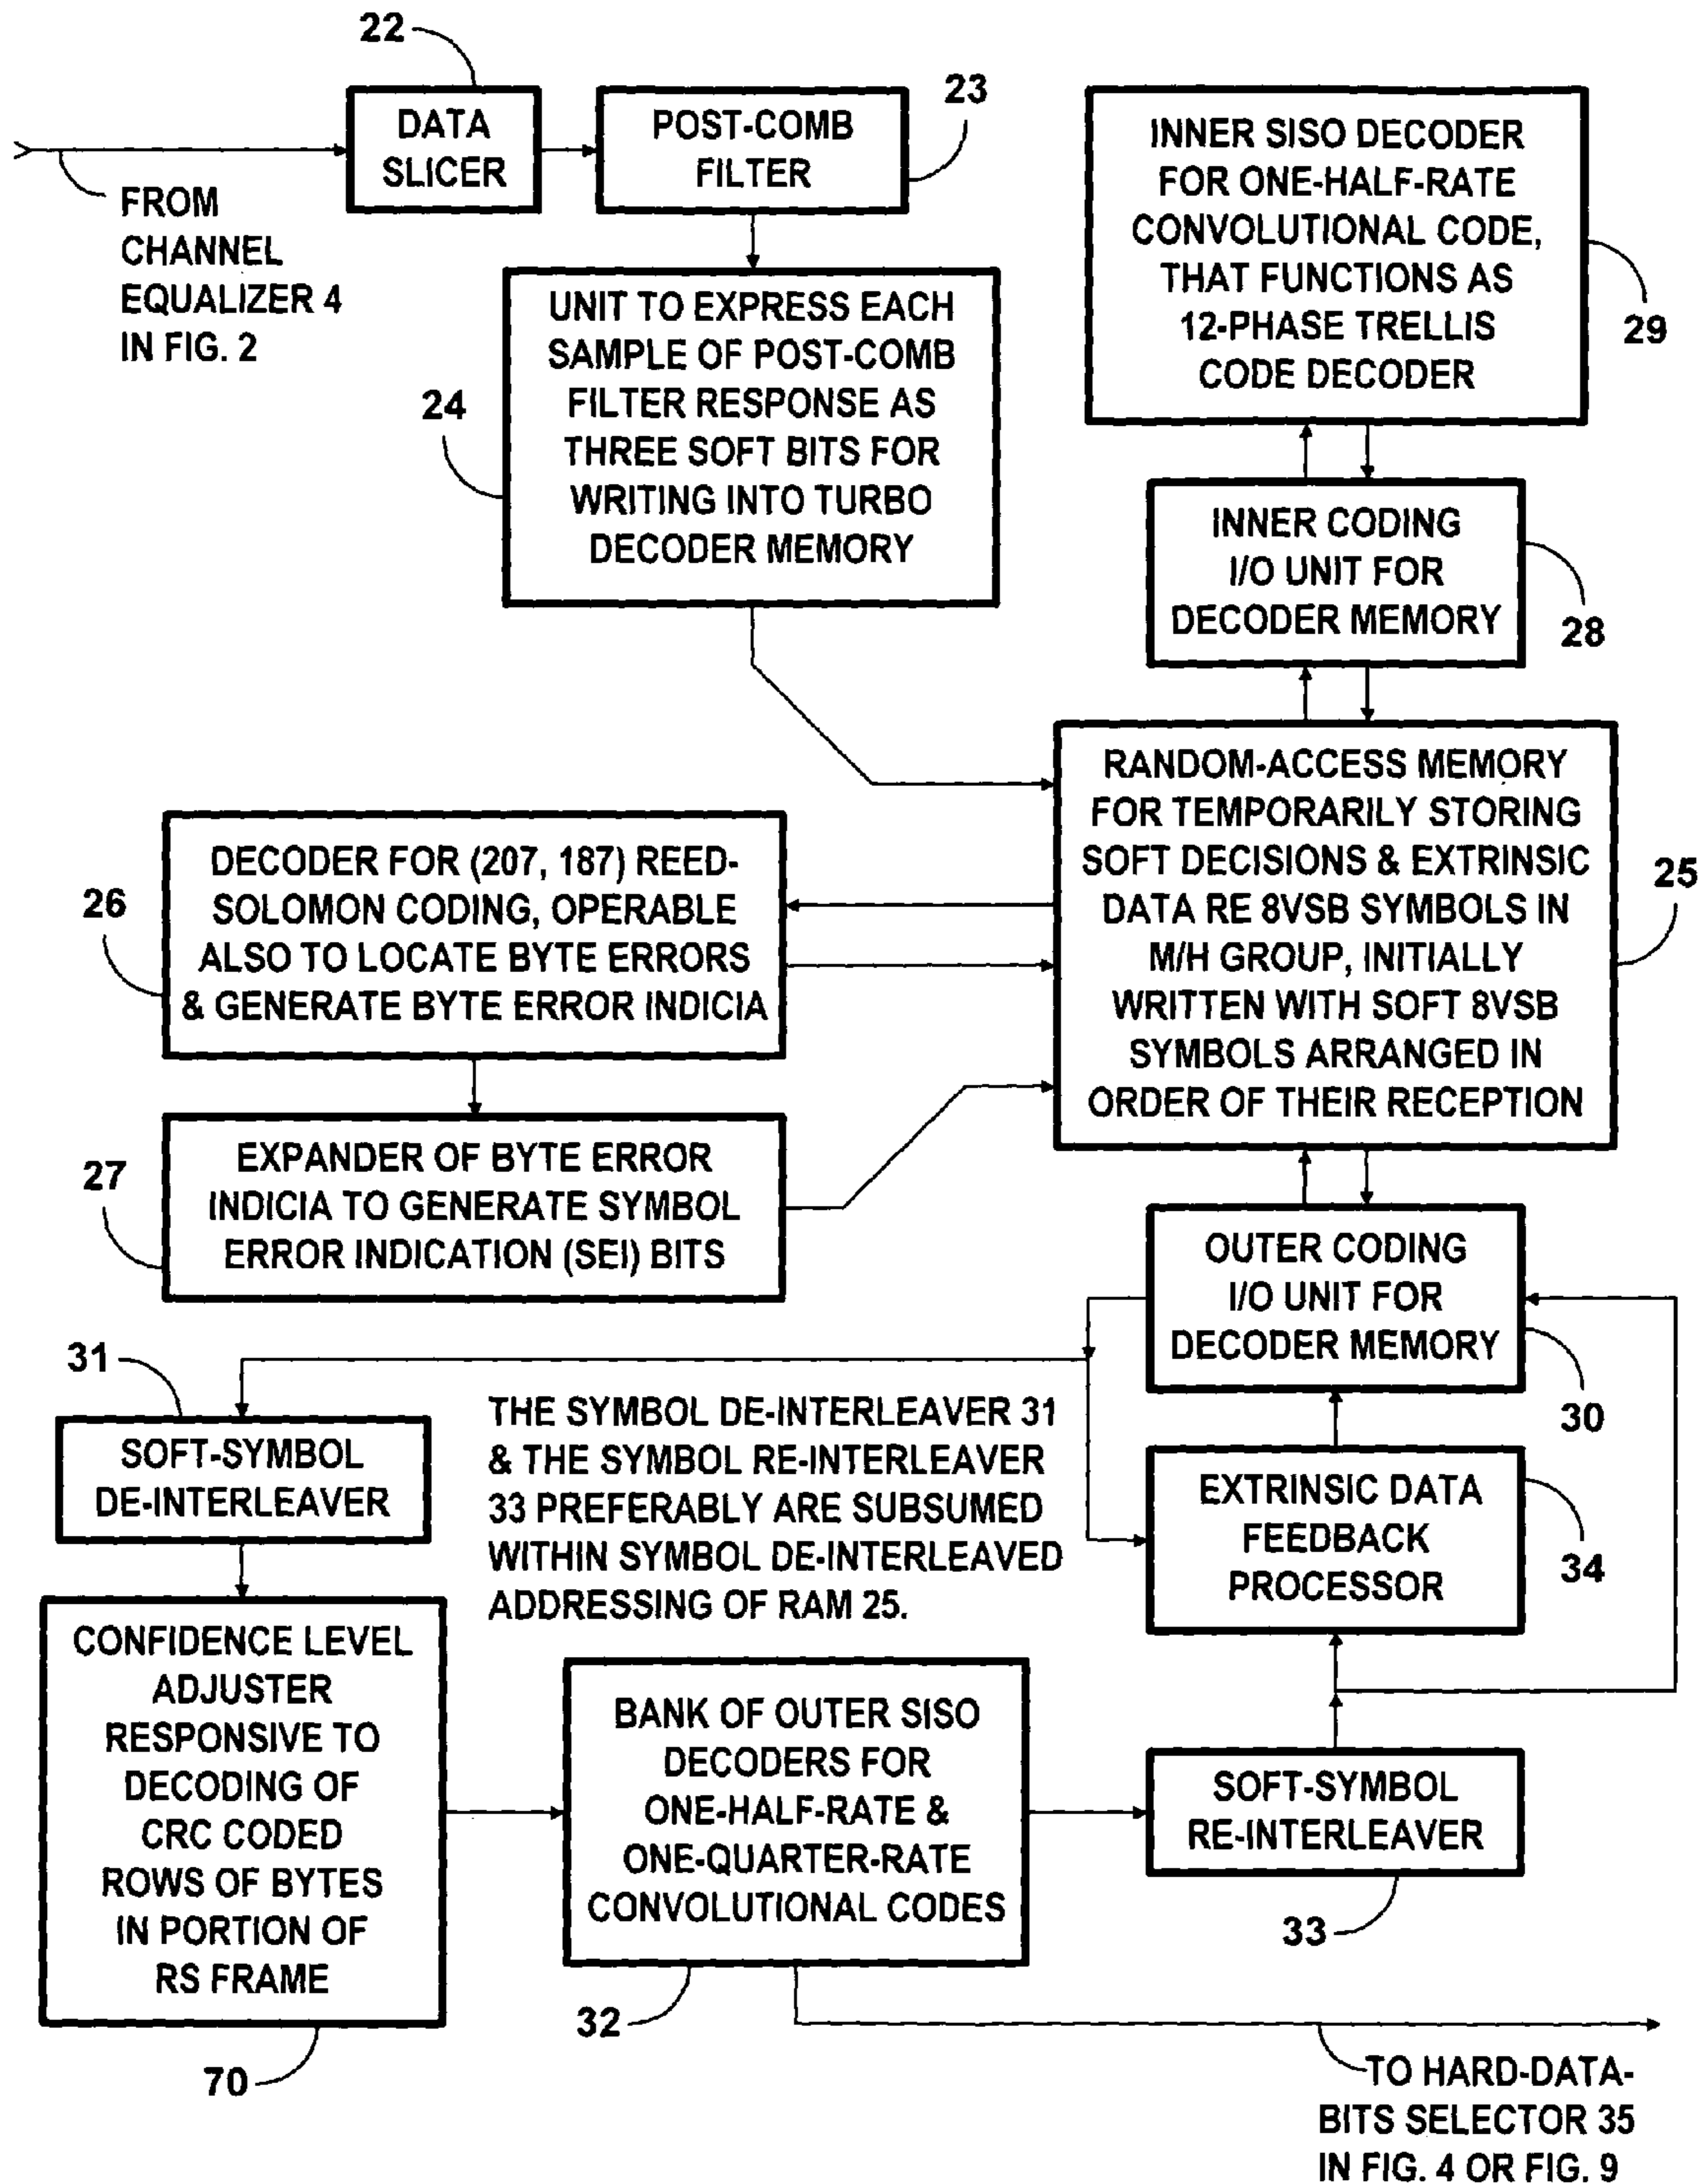 22
DATA
SLICER
POST-COMB
FILTER
23
FROM
CHANNEL
EQUALIZER 4
IN FIG. 2
INNER SISO DECODER
FOR ONE-HALF-RATE
CONVOLUTIONAL CODE,
THAT FUNCTIONS AS
12-PHASE TRELLIS
CODE DECODER
29
UNIT TO EXPRESS EACH
SAMPLE OF POST-COMB
FILTER RESPONSE AS
THREE SOFT BITS FOR
WRITING INTO TURBO
DECODER MEMORY
24
INNER CODING
I/O UNIT FOR
DECODER MEMORY
28
RANDOM-ACCESS MEMORY
FOR TEMPORARILY STORING
SOFT DECISIONS & EXTRINSIC
DATA RE 8VSB SYMBOLS IN
M/H GROUP, INITIALLY
WRITTEN WITH SOFT 8VSB
SYMBOLS ARRANGED IN
ORDER OF THEIR RECEPTION
25
DECODER FOR (207, 187) REED-
SOLOMON CODING, OPERABLE
ALSO TO LOCATE BYTE ERRORS
& GENERATE BYTE ERROR INDICIA
26
EXPANDER OF BYTE ERROR
INDICIA TO GENERATE SYMBOL
ERROR INDICATION (SEI) BITS
27
OUTER CODING
I/O UNIT FOR
DECODER MEMORY
30
31
SOFT-SYMBOL
DE-INTERLEAVER
THE SYMBOL DE-INTERLEAVER 31
& THE SYMBOL RE-INTERLEAVER
33 PREFERABLY ARE SUBSUMED
WITHIN SYMBOL DE-INTERLEAVED
ADDRESSING OF RAM 25.
EXTRINSIC DATA
FEEDBACK
PROCESSOR
34
CONFIDENCE LEVEL
ADJUSTER
RESPONSIVE TO
DECODING OF
CRC CODED
ROWS OF BYTES
IN PORTION OF
RS FRAME
70
BANK OF OUTER SISO
DECODERS FOR
ONE-HALF-RATE &
ONE-QUARTER-RATE
CONVOLUTIONAL CODES
32
SOFT-SYMBOL
RE-INTERLEAVER
33
TO HARD-DATA-
BITS SELECTOR 35
IN FIG. 4 OR FIG. 9